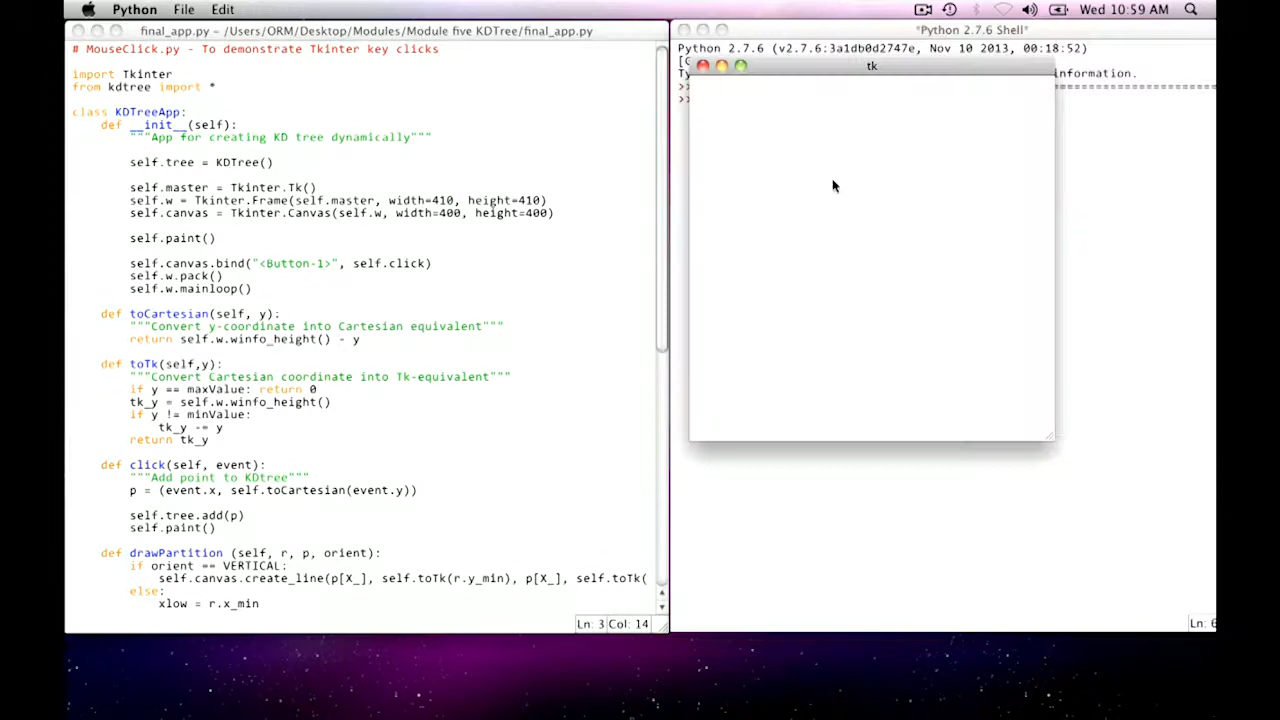 Python File Edit
Wed 10:59 AM
final_app.py - /Users/ORM/Desktop/Modules/Module five KDTree/final_app.py
# MouseClick.py - To demonstrate Tkinter key clicks
import Tkinter
from kdtree import *
class KDTreeApp:
def __init__(self):
"""App for creating KD tree dynamically"""
self.tree = KDTree()
self.master = Tkinter.Tk()
self.w = Tkinter.Frame(self.master, width=410, height=410)
self.canvas = Tkinter.Canvas(self.w, width=400, height=400)
self.paint()
self.canvas.bind("<Button-1>", self.click)
self.w.pack()
self.w.mainloop()
def toCartesian(self, y):
"""Convert y-coordinate into Cartesian equivalent"""
return self.w.winfo_height() - y
def toTk(self,y):
"""Convert Cartesian coordinate into Tk-equivalent"""
if y == maxValue: return 0
tk_y = self.w.winfo_height()
if y != minValue:
tk_y -= y
return tk_y
def click(self, event):
"""Add point to KDtree"""
p = (event.x, self.toCartesian(event.y))
self.tree.add(p)
self.paint()
def drawPartition (self, r, p, orient):
if orient == VERTICAL:
self.canvas.create_line(p[X_], self.toTk(r.y_min), p[X_], self.toTk(
else:
xlow = r.x_min
Ln: 3 Col: 14
*Python 2.7.6 Shell*
Python 2.7.6 (v2.7.6:3a1db0d2747e, Nov 10 2013, 00:18:52)
[G
Ty
information.
>>
>>
tk
Ln: 6